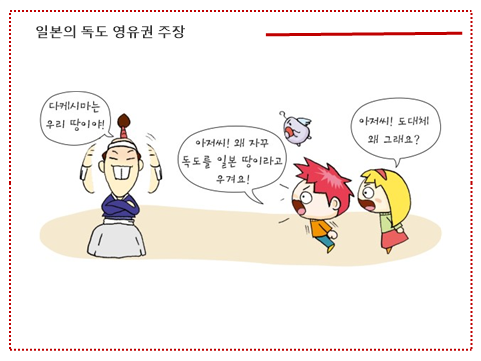 일본의 독도 영유권 주장
다케시마는
우리 땅이야!
아저씨! 왜 자꾸
독도를 일본 땅이라고
우겨요!
아저씨! 도대체
왜 그래요?
?